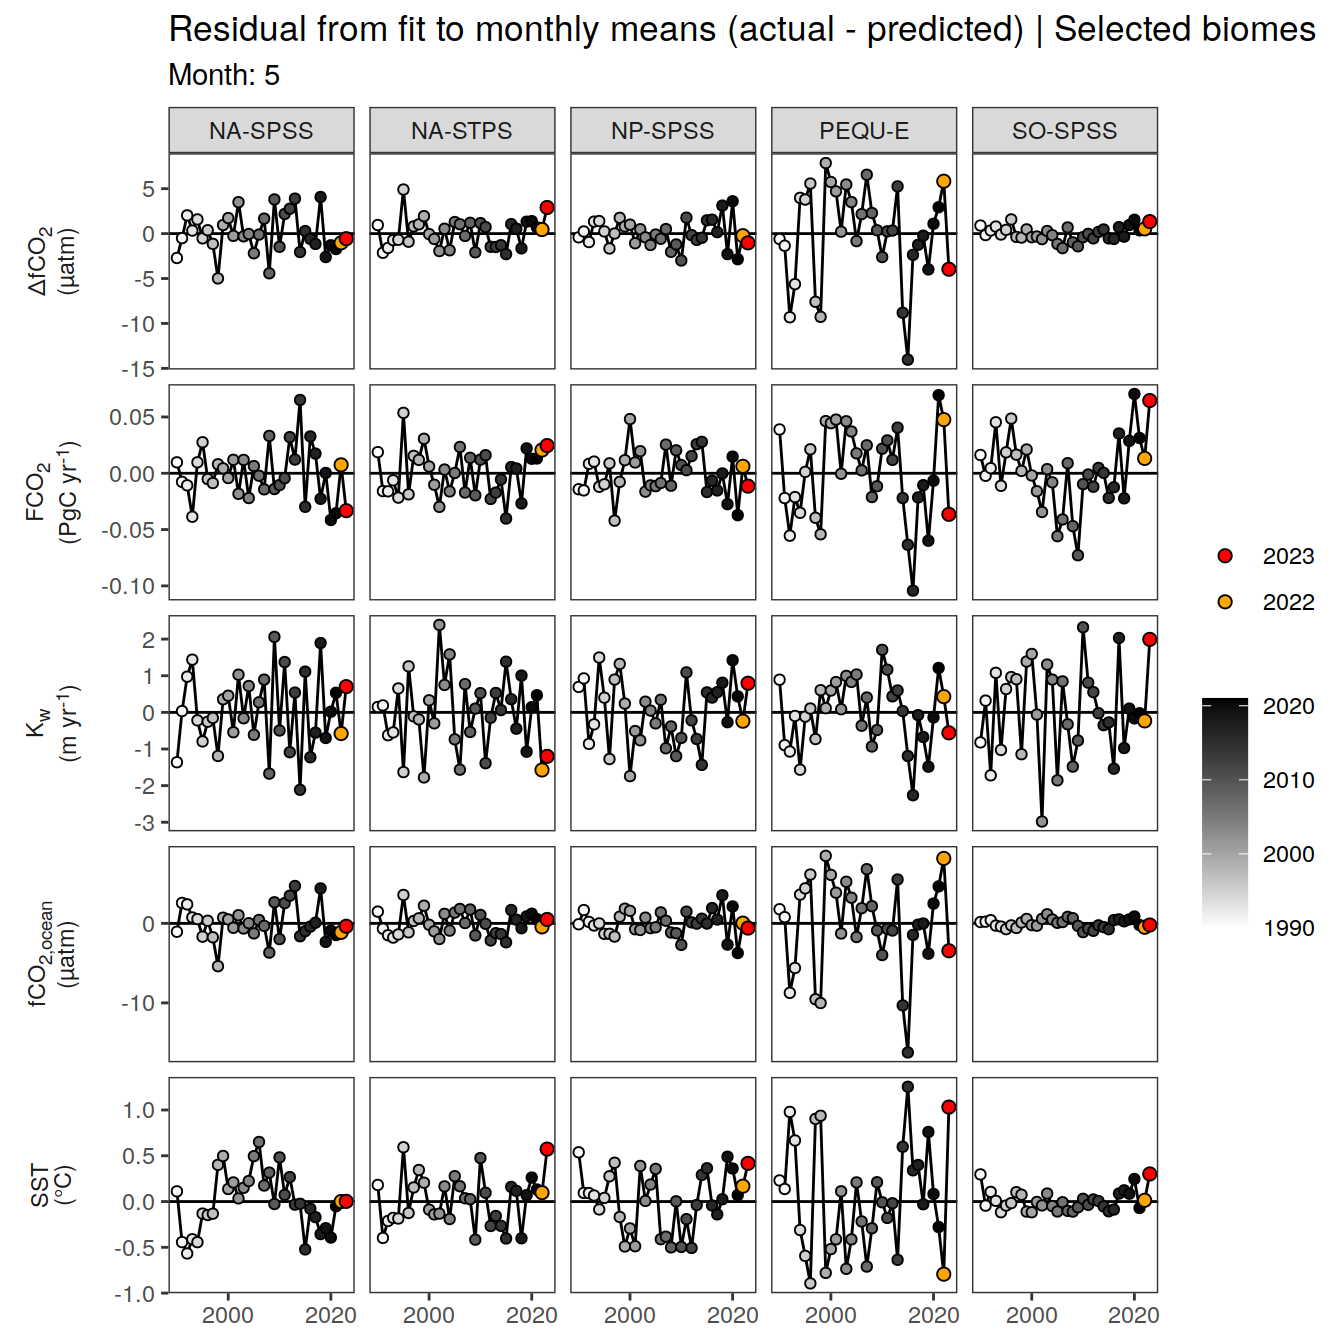 Residual from fit to monthly means (actual - predicted) | Selected biomes
Month: 5
NA-SPSS NA-STPS NP-SPSS PEQU-E SO-SPSS
ΔfCO2
(µatm)
5
0
-5
-10
-15
FCO2
(PgC yr-1)
0.05
0.00
-0.05
-0.10
Kw
(m yr-1)
2
1
0
-1
-2
-3
fCO2,ocean
(µatm)
0
-10
SST
(°C)
1.0
0.5
0.0
-0.5
-1.0
2000 2020 2000 2020 2000 2020 2000 2020 2000 2020
2023
2022
2020
2010
2000
1990